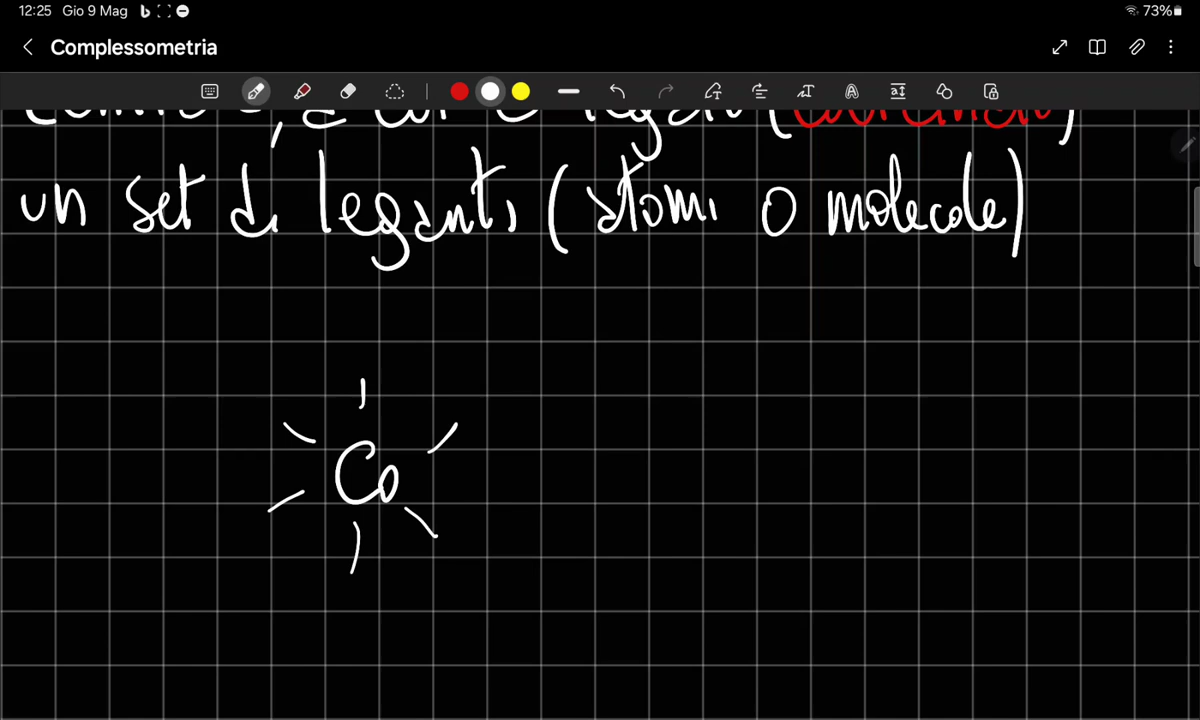 12:25 Gio 9 Mag 73%
Complessometria
un set di leganti (atomi o molecole)
Co